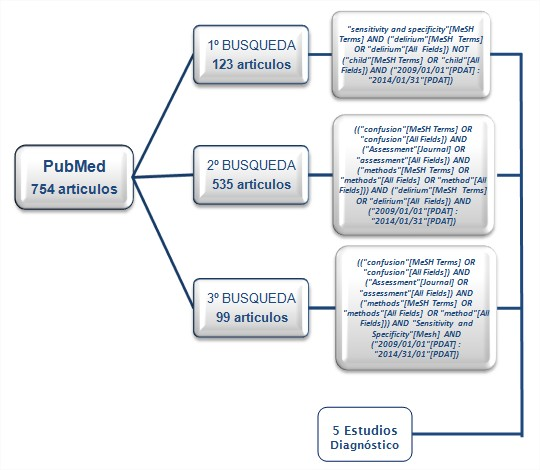 PubMed
754 articulos
1º BUSQUEDA
123 articulos
"sensitivity and specificity"[MeSH
Terms] AND ("delirium"[MeSH Terms]
OR "delirium"[All Fields]) NOT
("child"[MeSH Terms] OR "child"[All
Fields]) AND ("2009/01/01"[PDAT] :
"2014/01/31"[PDAT])
2º BUSQUEDA
535 articulos
(("confusion"[MeSH Terms] OR
"confusion"[All Fields]) AND
("Assessment"[Journal] OR
"assessment"[All Fields]) AND
("methods"[MeSH Terms] OR
"methods"[All Fields] OR "method"[All
Fields])) AND ("delirium"[MeSH Terms]
OR "delirium"[All Fields]) AND
("2009/01/01"[PDAT] :
"2014/01/31"[PDAT])
3º BUSQUEDA
99 articulos
(("confusion"[MeSH Terms] OR
"confusion"[All Fields]) AND
("Assessment"[Journal] OR
"assessment"[All Fields]) AND
("methods"[MeSH Terms] OR
"methods"[All Fields] OR "method"[All
Fields])) AND "Sensitivity and
Specificity"[Mesh] AND
("2009/01/01"[PDAT] :
"2014/31/01"[PDAT])
5 Estudios
Diagnóstico